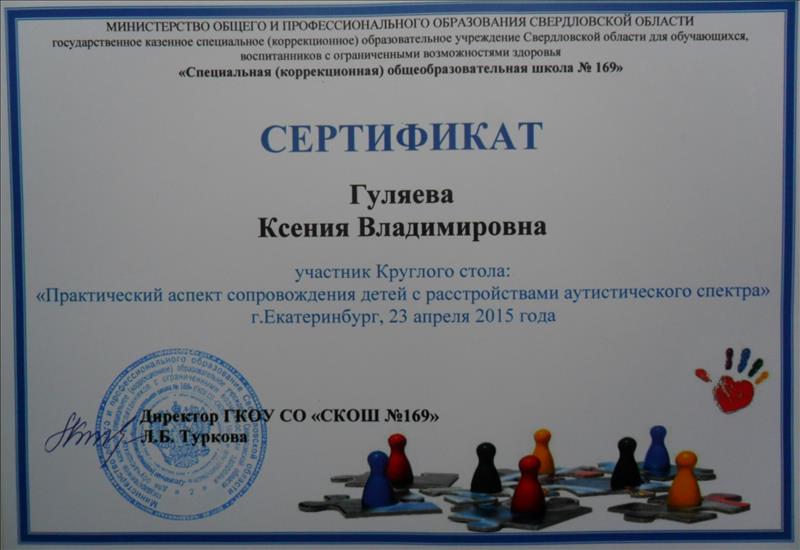 МИНИСТЕРСТВО ОБЩЕГО И ПРОФЕССИОНАЛЬНОГО ОБРАЗОВАНИЯ СВЕРДЛОВСКОЙ ОБЛАСТИ
государственное казенное специальное (коррекционное) образовательное учреждение Свердловской области для обучающихся,
воспитанников с ограниченными возможностями здоровья
«Специальная (коррекционная) общеобразовательная школа № 169»
СЕРТИФИКАТ
Гуляева
Ксения Владимировна
участник Круглого стола:
«Практический аспект сопровождения детей с расстройствами аутистического спектра»
г.Екатеринбург, 23 апреля 2015 года
Директор ГКОУ СО «СКОШ №169»
Л.Б. Туркова